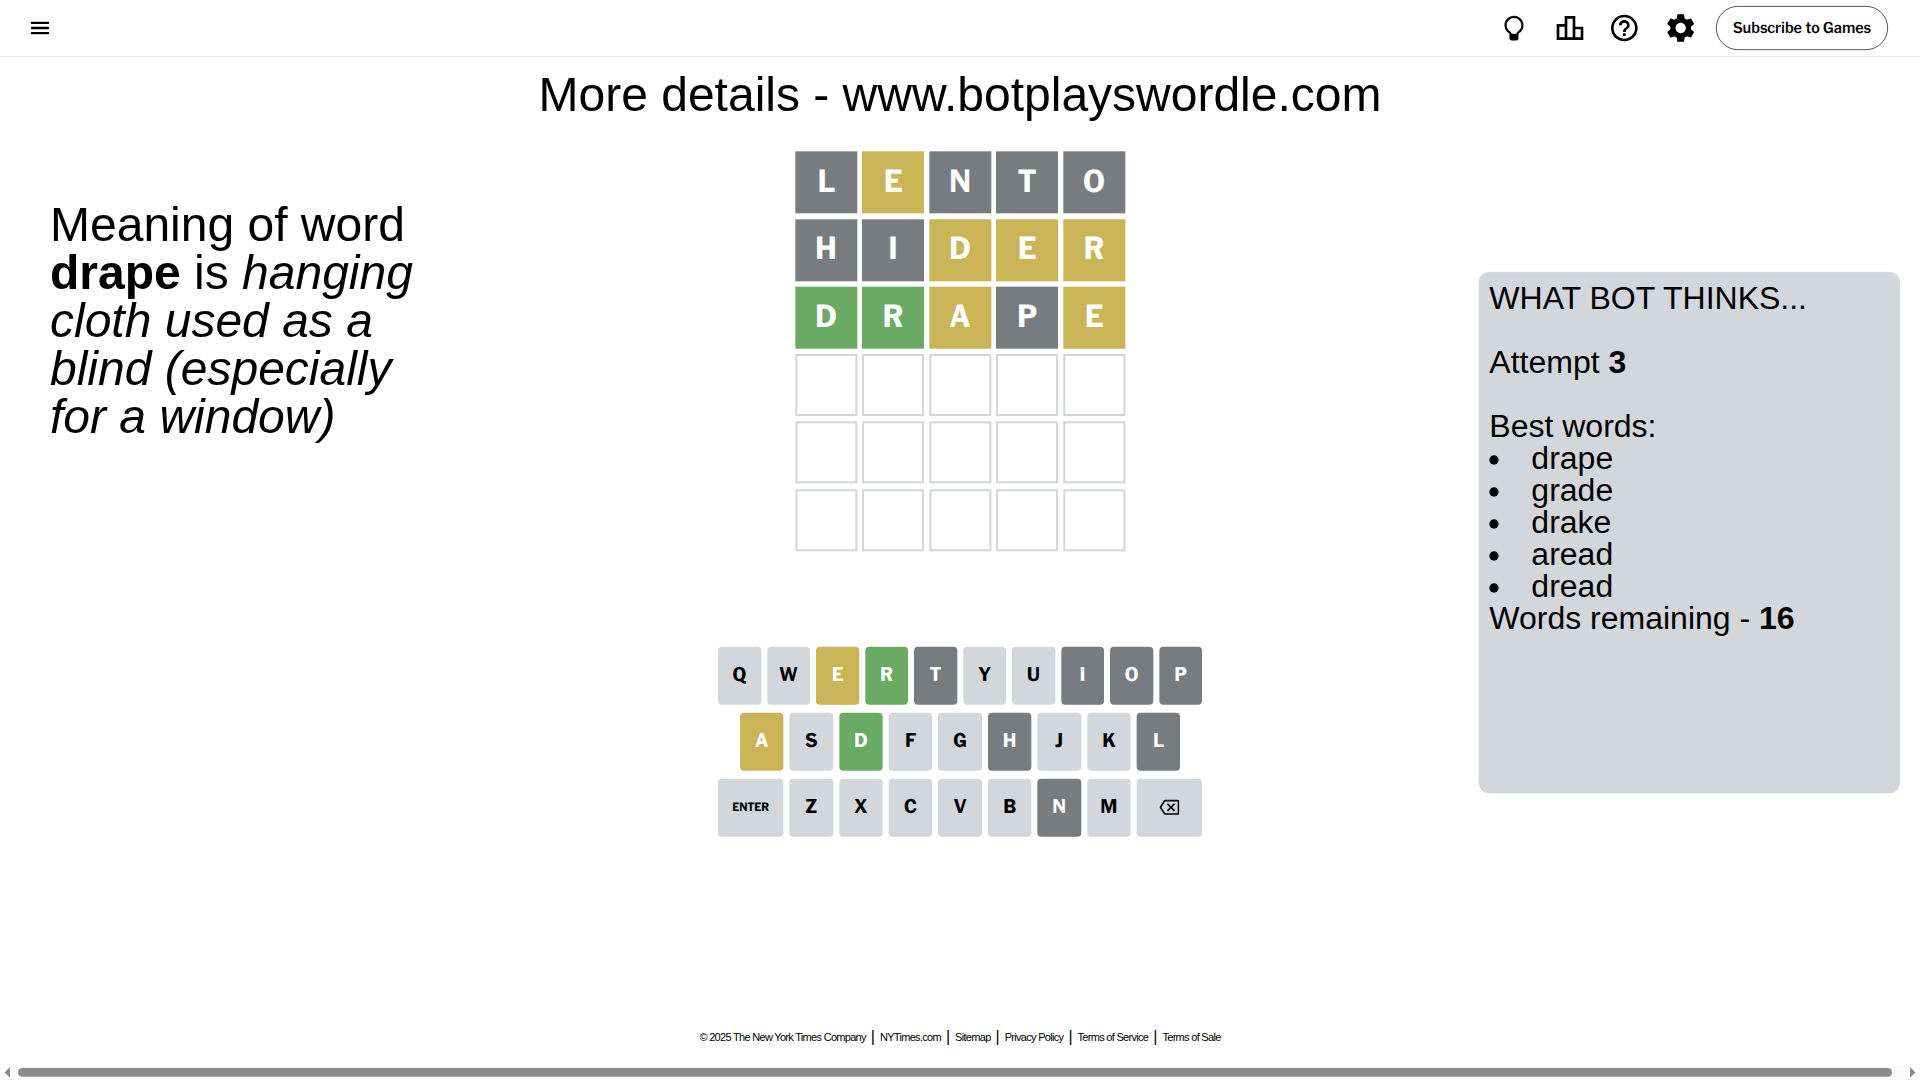 Subscribe to Games
More details - www.botplayswordle.com
Meaning of word
drape is hanging
cloth used as a
blind (especially
for a window)
L E N T O
H I D E R
D R A P E
WHAT BOT THINKS...
Attempt 3
Best words:
• drape
• grade
• drake
• aread
• dread
Words remaining - 16
Q W E R T Y U I O P
A S D F G H J K L
ENTER Z X C V B N M
© 2025 The New York Times Company | NYTimes.com | Sitemap | Privacy Policy | Terms of Service | Terms of Sale